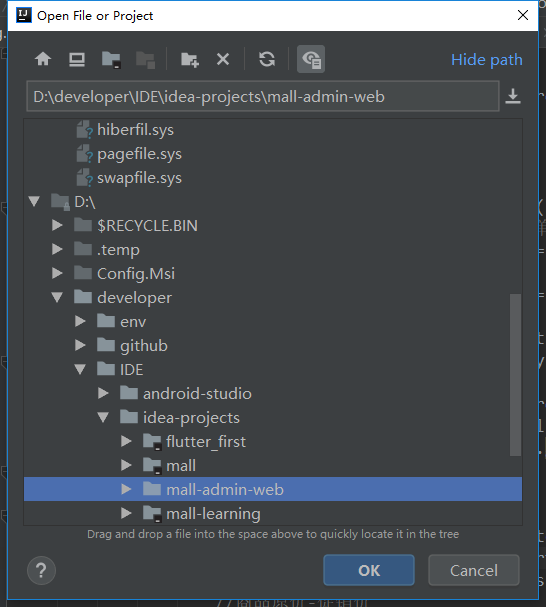 Open File or Project
Hide path
D:\developer\IDE\idea-projects\mall-admin-web
hiberfil.sys
pagefile.sys
swapfile.sys
D:\
$RECYCLE.BIN
.temp
Config.Msi
developer
env
github
IDE
android-studio
idea-projects
flutter_first
mall
mall-admin-web
mall-learning
Drag and drop a file into the space above to quickly locate it in the tree
?
OK
Cancel